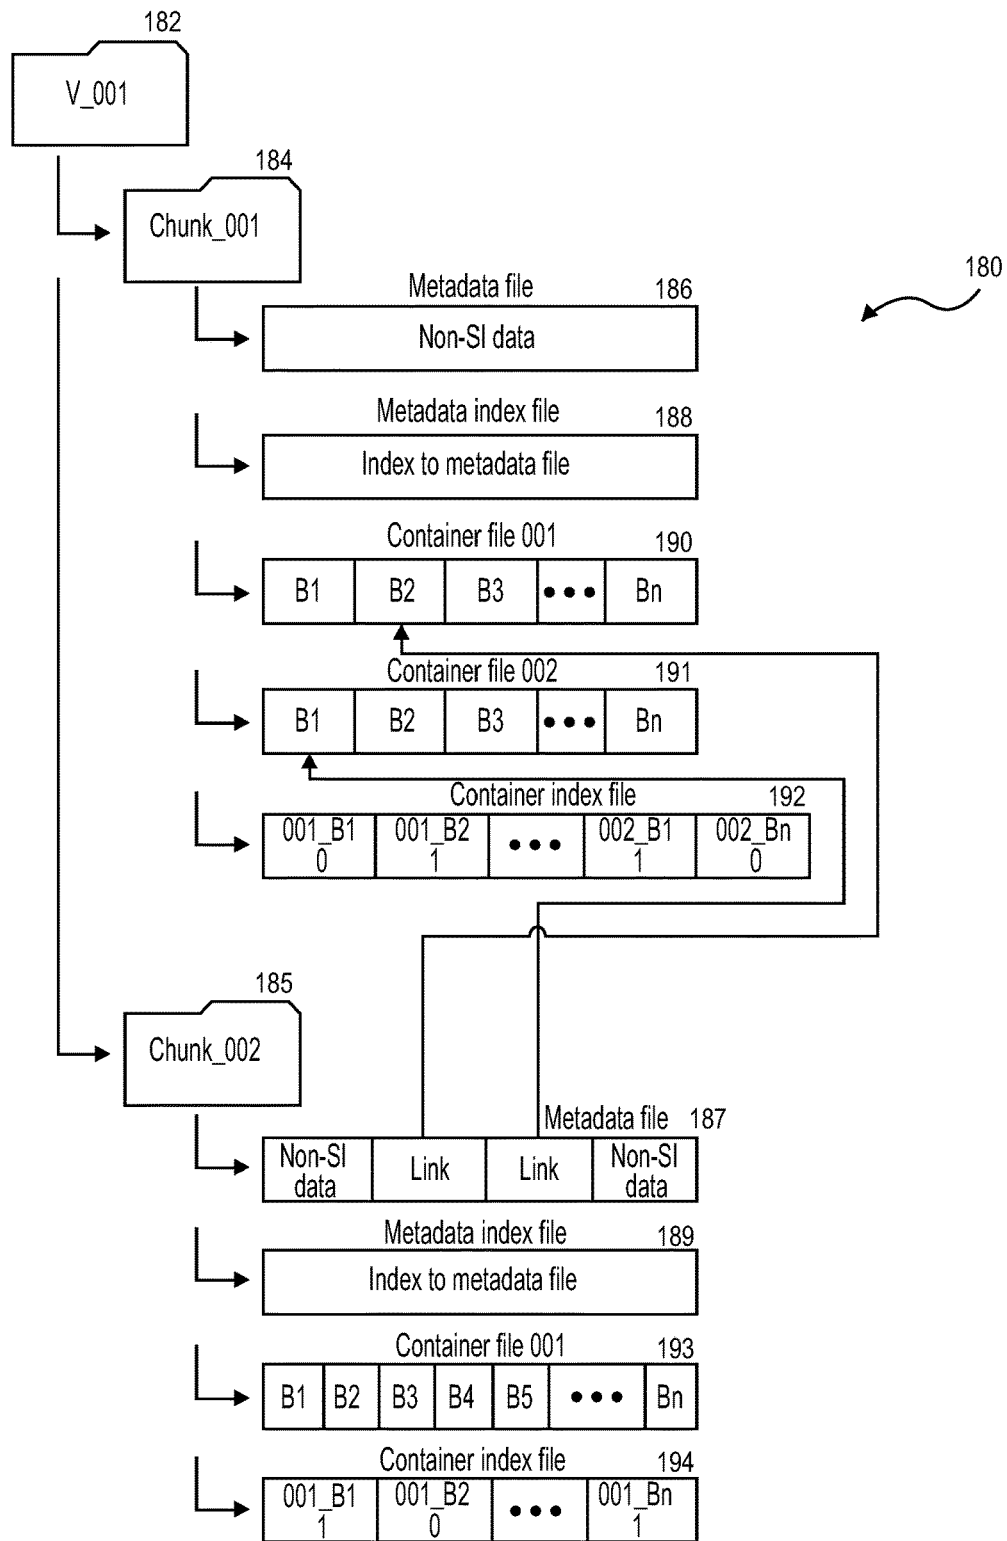 182
V_001
184
Chunk_001
180
Metadata file 186
Non-SI data
Metadata index file 188
Index to metadata file
Container file 001 190
B1 B2 B3 ••• Bn
Container file 002 191
B1 B2 B3 ••• Bn
Container index file 192
001_B1 001_B2 ••• 002_B1 002_Bn
0 1 1 0
185
Chunk_002
Metadata file 187
Non-SI Link Link Non-SI
data data
Metadata index file 189
Index to metadata file
Container file 001 193
B1 B2 B3 B4 B5 ••• Bn
Container index file 194
001_B1 001_B2 ••• 001_Bn
1 0 1